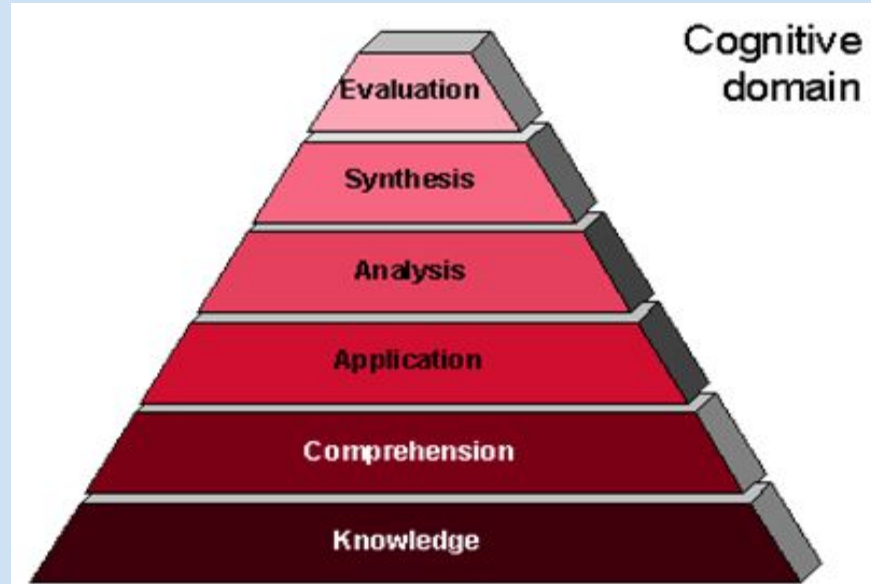 Cognitive
domain
Evaluation
Synthesis
Analysis
Application
Comprehension
Knowledge